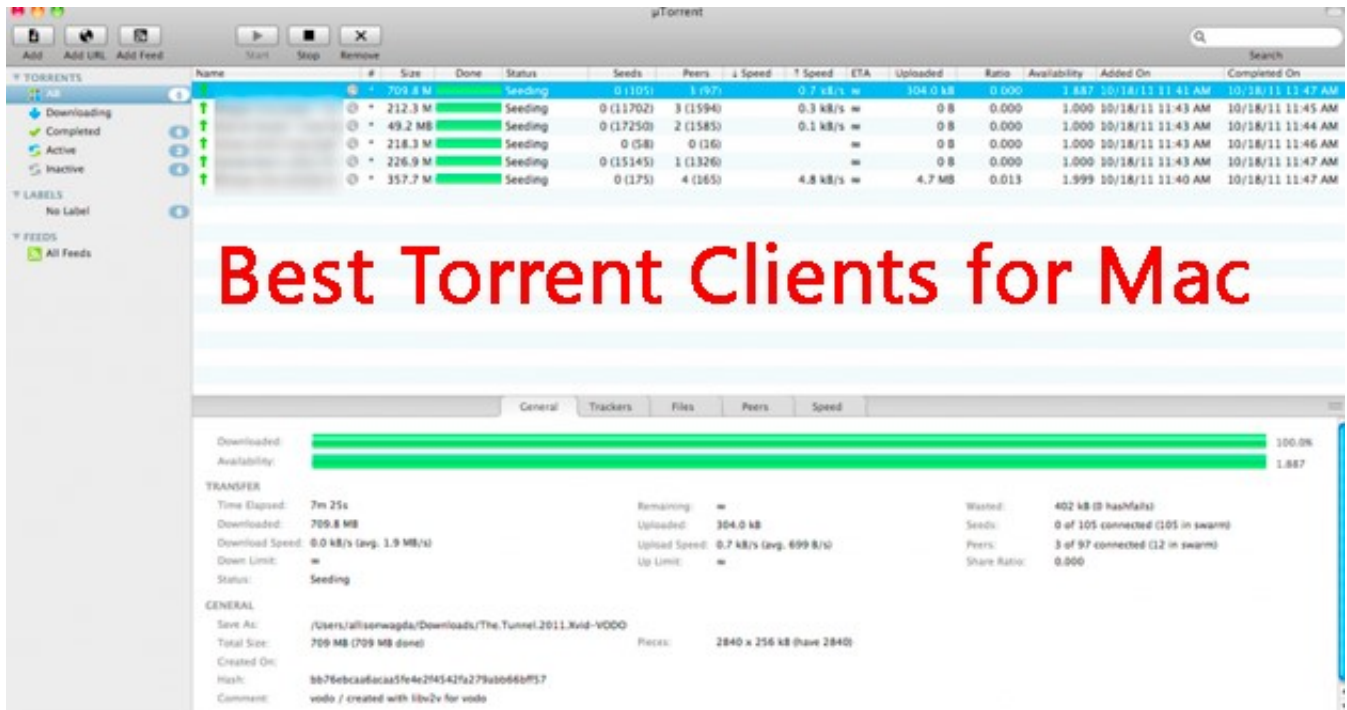 µTorrent
Add Add URL Add Feed Start Stop Remove Search
TORRENTS Name # Size Done Status Seeds Peers ↓ Speed ↑ Speed ETA Uploaded Ratio Availability Added On Completed On
All 6 709.8 M Seeding 0 (105) 3 (97) 0.7 kB/s ∞ 304.0 kB 0.000 1.887 10/18/11 11:41 AM 10/18/11 11:47 AM
Downloading 212.3 M Seeding 0 (11702) 3 (1594) 0.3 kB/s ∞ 0 B 0.000 1.000 10/18/11 11:43 AM 10/18/11 11:45 AM
Completed 49.2 MB Seeding 0 (17250) 2 (1585) 0.1 kB/s ∞ 0 B 0.000 1.000 10/18/11 11:43 AM 10/18/11 11:44 AM
Active 218.3 M Seeding 0 (58) 0 (16) ∞ 0 B 0.000 1.000 10/18/11 11:43 AM 10/18/11 11:46 AM
Inactive 226.9 M Seeding 0 (15145) 1 (1326) ∞ 0 B 0.000 1.000 10/18/11 11:43 AM 10/18/11 11:47 AM
357.7 M Seeding 0 (175) 4 (165) 4.8 kB/s ∞ 4.7 MB 0.013 1.999 10/18/11 11:40 AM 10/18/11 11:47 AM
LABELS
No Label
FEEDS
All Feeds
Best Torrent Clients for Mac
General Trackers Files Peers Speed
Downloaded: 100.0%
Availability: 1.887
TRANSFER
Time Elapsed: 7m 25s Remaining: ∞ Wasted: 402 kB (0 hashfails)
Downloaded: 709.8 MB Uploaded: 304.0 kB Seeds: 0 of 105 connected (105 in swarm)
Download Speed: 0.0 kB/s (avg. 1.9 MB/s) Upload Speed: 0.7 kB/s (avg. 699 B/s) Peers: 3 of 97 connected (12 in swarm)
Down Limit: ∞ Up Limit: ∞ Share Ratio: 0.000
Status: Seeding
GENERAL
Save As: /Users/allisonwagda/Downloads/The.Tunnel.2011.Xvid-VODO
Total Size: 709 MB (709 MB done) Pieces: 2840 x 256 kB (have 2840)
Created On:
Hash:
Comment: vodo / created with libv2v for vodo